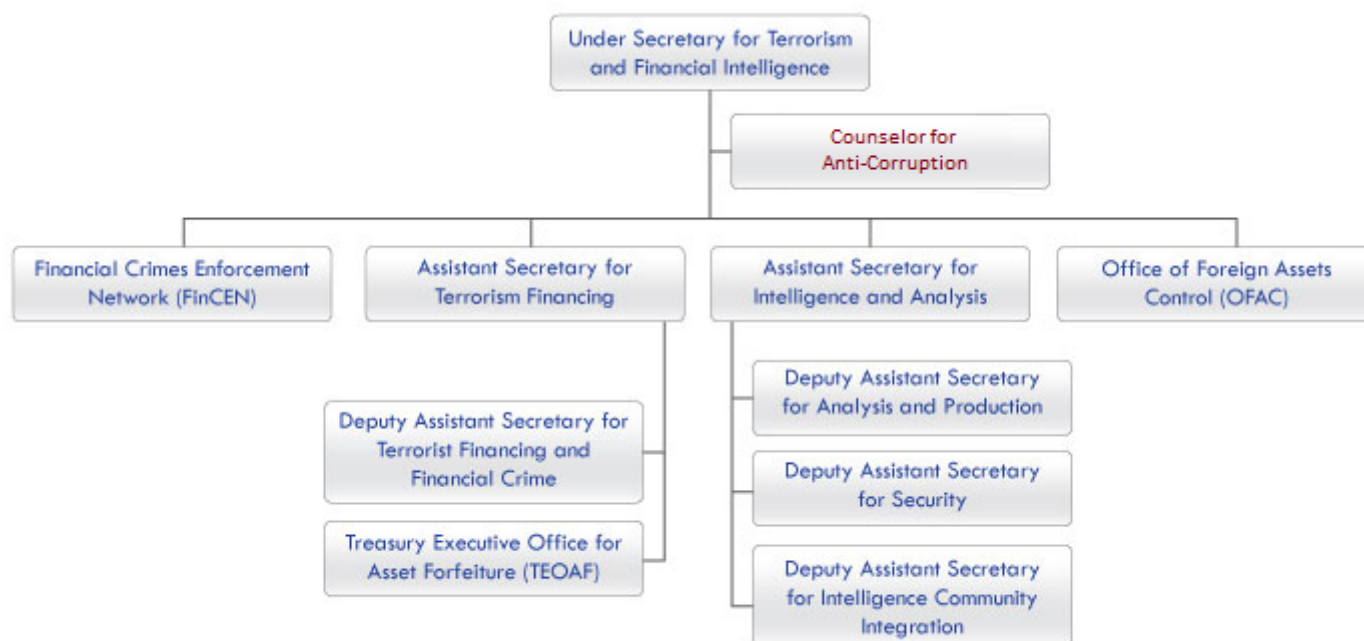 Under Secretary for Terrorism
and Financial Intelligence
Counselor for
Anti-Corruption
Financial Crimes Enforcement
Network (FinCEN)
Assistant Secretary for
Terrorism Financing
Assistant Secretary for
Intelligence and Analysis
Office of Foreign Assets
Control (OFAC)
Deputy Assistant Secretary for
Terrorist Financing and
Financial Crime
Treasury Executive Office for
Asset Forfeiture (TEOAF)
Deputy Assistant Secretary
for Analysis and Production
Deputy Assistant Secretary
for Security
Deputy Assistant Secretary
for Intelligence Community
Integration